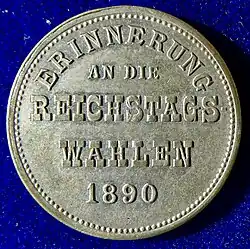 ERINNERUNG
AN DIE
REICHSTAGS
WAHLEN
1890